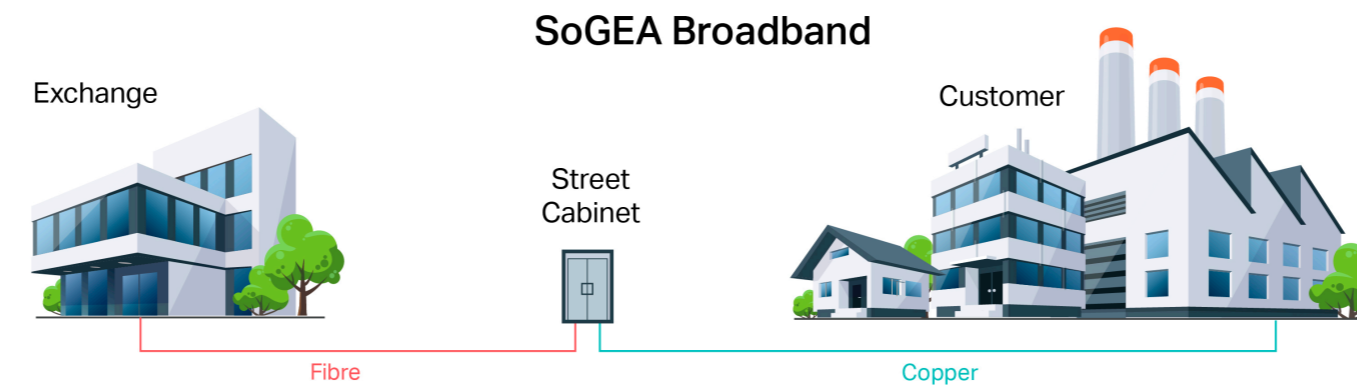 SoGEA Broadband
Exchange
Customer
Street
Cabinet
Fibre
Copper